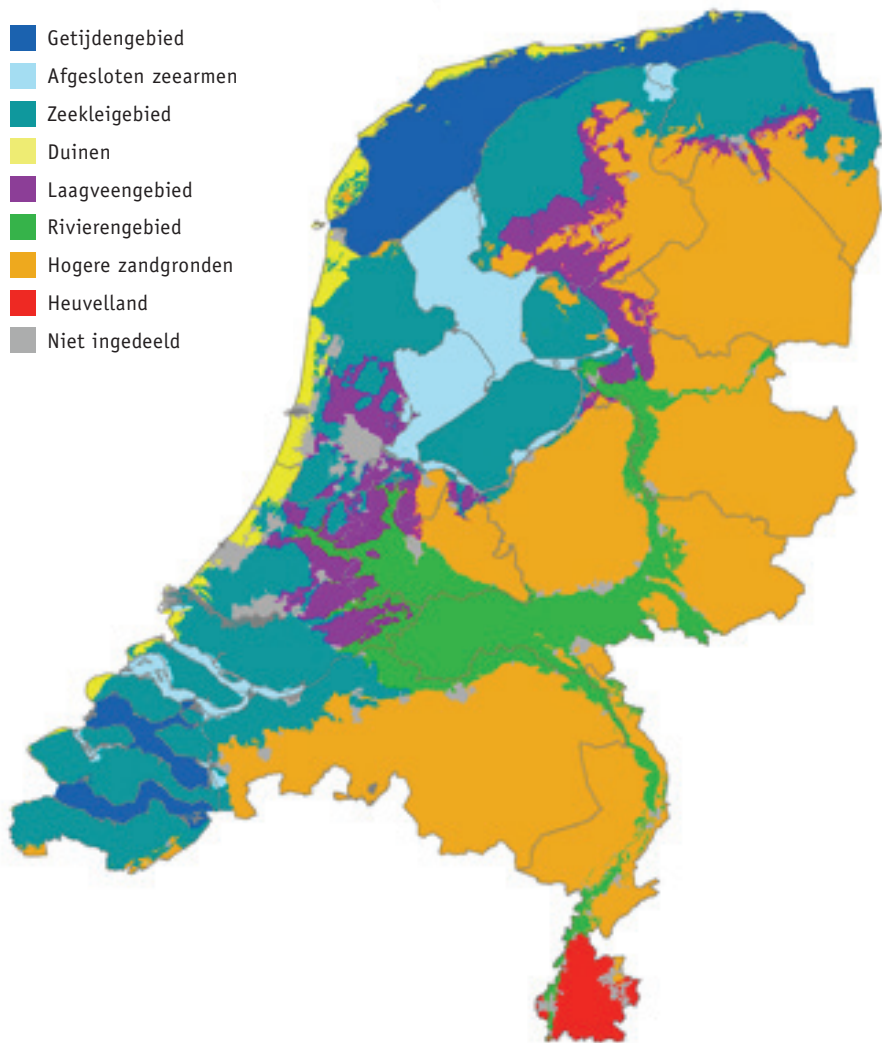 Getijdengebied
Afgesloten zeearmen
Zeekleigebied
Duinen
Laagveengebied
Rivierengebied
Hogere zandgronden
Heuvelland
Niet ingedeeld